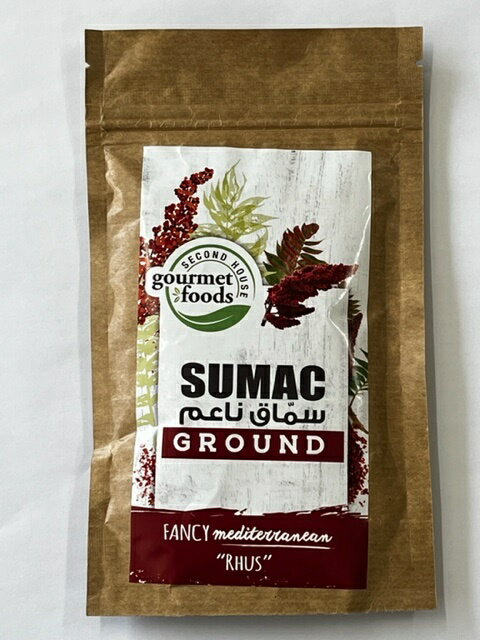 SECOND HOUSE
gourmet
foods
SUMAC
سمّاق ناعم
GROUND
FANCY mediterranean
"RHUS"